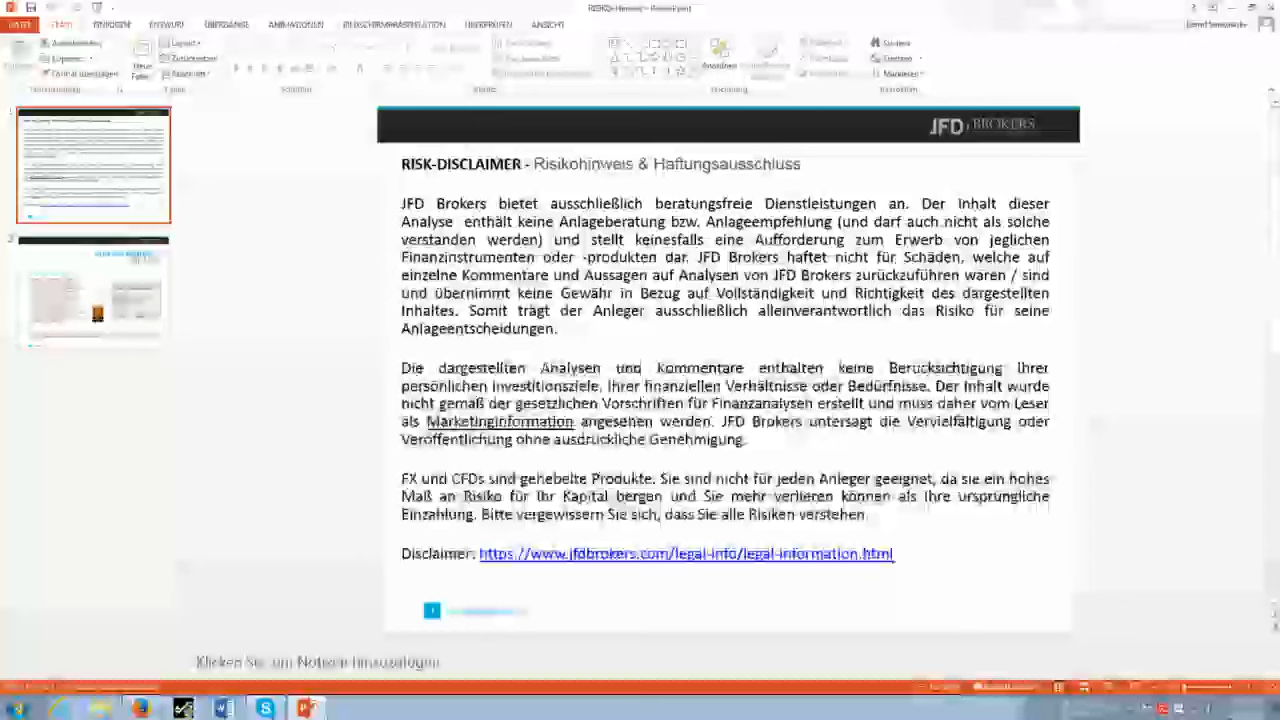 DATEI START EINFÜGEN ENTWURF ÜBERGÄNGE ANIMATIONEN BILDSCHIRMPRÄSENTATION ÜBERPRÜFEN ANSICHT
Layout
Zurücksetzen
Neue
Format übertragen
Suchen
Ersetzen
Markieren
Anordnen
JFD BROKERS
RISK-DISCLAIMER - Risikohinweis & Haftungsausschluss
JFD Brokers bietet ausschließlich beratungsfreie Dienstleistungen an. Der Inhalt dieser
Analyse enthält keine Anlageberatung bzw. Anlageempfehlung (und darf auch nicht als solche
verstanden werden) und stellt keinesfalls eine Aufforderung zum Erwerb von jeglichen
Finanzinstrumenten oder -produkten dar. JFD Brokers haftet nicht für Schäden, welche auf
einzelne Kommentare und Aussagen auf Analysen von JFD Brokers zurückzuführen waren / sind
und übernimmt keine Gewähr in Bezug auf Vollständigkeit und Richtigkeit des dargestellten
Inhaltes. Somit trägt der Anleger ausschließlich alleinverantwortlich das Risiko für seine
Anlageentscheidungen.
Die dargestellten Analysen und Kommentare enthalten keine Berücksichtigung Ihrer
persönlichen Investitionsziele, Ihrer finanziellen Verhältnisse oder Bedürfnisse. Der Inhalt wurde
nicht gemäß der gesetzlichen Vorschriften für Finanzanalysen erstellt und muss daher vom Leser
als Marketinginformation angesehen werden. JFD Brokers untersagt die Vervielfältigung oder
Veröffentlichung ohne ausdrückliche Genehmigung.
FX und CFDs sind gehebelte Produkte. Sie sind nicht für jeden Anleger geeignet, da sie ein hohes
Maß an Risiko für Ihr Kapital bergen und Sie mehr verlieren können als Ihre ursprüngliche
Einzahlung. Bitte vergewissern Sie sich, dass Sie alle Risiken verstehen
Disclaimer: https://www.jfdbrokers.com/legal-info/legal-information.html
Klicken Sie, um Notizen hinzuzufügen